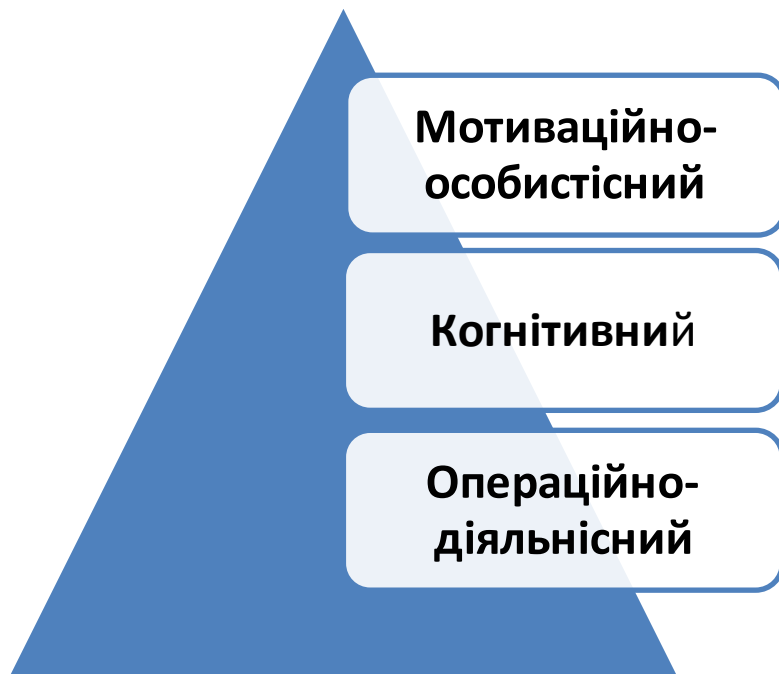 Мотиваційно-
особистісний
Когнітивний
Операційно-
діяльнісний